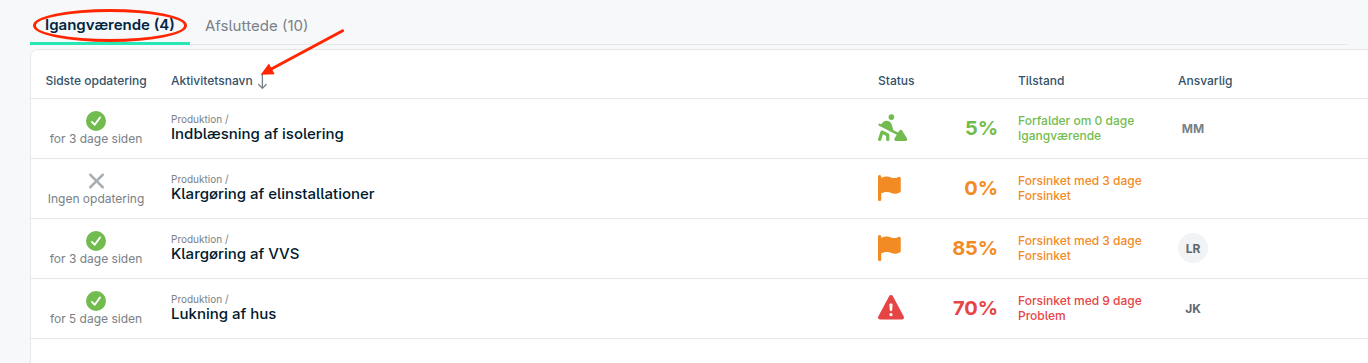 Igangværende (4) Afsluttede (10)
Sidste opdatering Aktivitetsnavn Status Tilstand Ansvarlig
for 3 dage siden
Produktion /
Indblæsning af isolering
5%
Forfalder om 0 dage
Igangværende
MM
Ingen opdatering
Produktion /
Klargøring af elinstallationer
0%
Forsinket med 3 dage
Forsinket
for 3 dage siden
Produktion /
Klargøring af VVS
85%
Forsinket med 3 dage
Forsinket
LR
for 5 dage siden
Produktion /
Lukning af hus
70%
Forsinket med 9 dage
Problem
JK